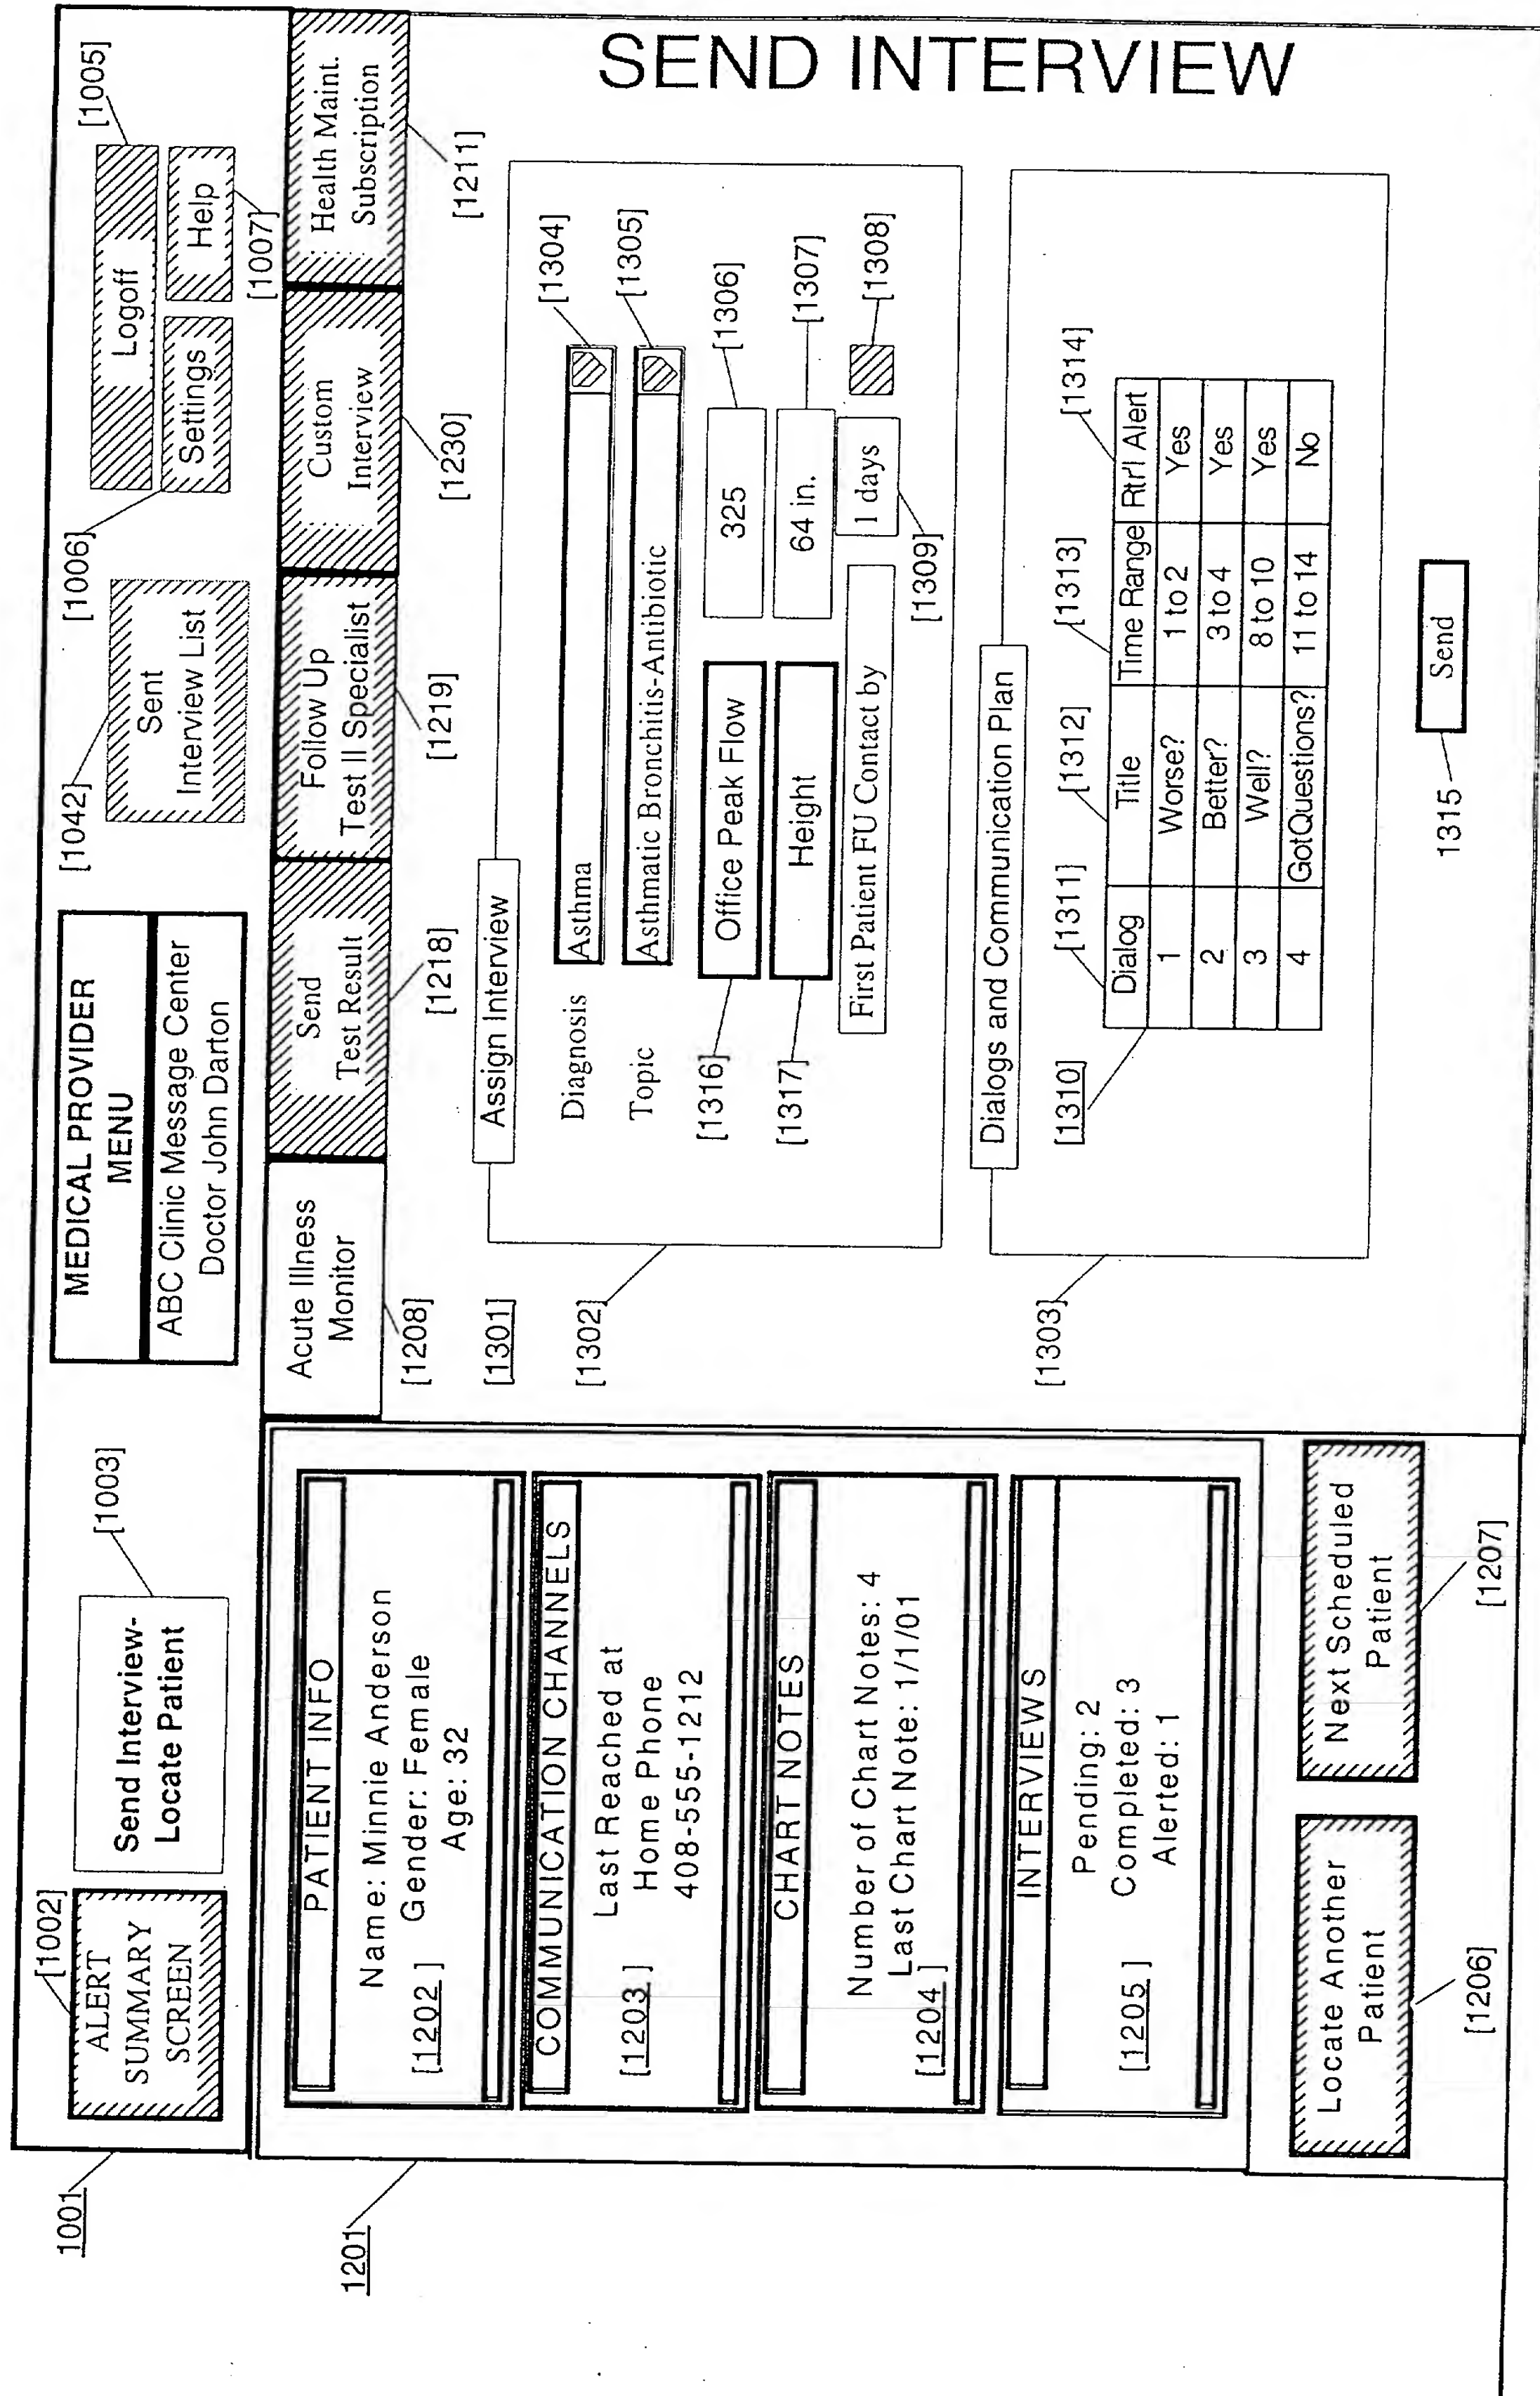 1001
[1002]
ALERT
SUMMARY
SCREEN
Send Interview-
Locate Patient
[1003]
MEDICAL PROVIDER
MENU
ABC Clinic Message Center
Doctor John Darton
[1042]
Sent
Interview List
[1006]
Logoff
[1005]
Settings
Help
[1007]
1201
PATIENT INFO
Name: Minnie Anderson
Gender: Female
Age: 32
[1202 ]
COMMUNICATION CHANNELS
Last Reached at
Home Phone
408-555-1212
[1203 ]
CHART NOTES
Number of Chart Notes: 4
Last Chart Note: 1/1/01
[1204 ]
INTERVIEWS
Pending: 2
Completed: 3
Alerted: 1
[1205 ]
Locate Another
Patient
[1206]
Next Scheduled
Patient
[1207]
Acute Illness
Monitor
[1208]
Send
Test Result
[1218]
Follow Up
Test II Specialist
[1219]
Custom
Interview
[1230]
Health Maint.
Subscription
[1211]
[1301]
[1302]
Assign Interview
Diagnosis
Asthma
[1304]
Topic
Asthmatic Bronchitis-Antibiotic
[1305]
[1316]
Office Peak Flow
325
[1306]
[1317]
Height
64 in.
[1307]
First Patient FU Contact by
1 days
[1308]
[1309]
SEND INTERVIEW
[1303]
Dialogs and Communication Plan
[1310]
[1311]
[1312]
[1313]
[1314]
Dialog Title Time Range Rtr'l Alert
1 Worse? 1 to 2 Yes
2 Better? 3 to 4 Yes
3 Well? 8 to 10 Yes
4 GotQuestions? 11 to 14 No
1315
Send